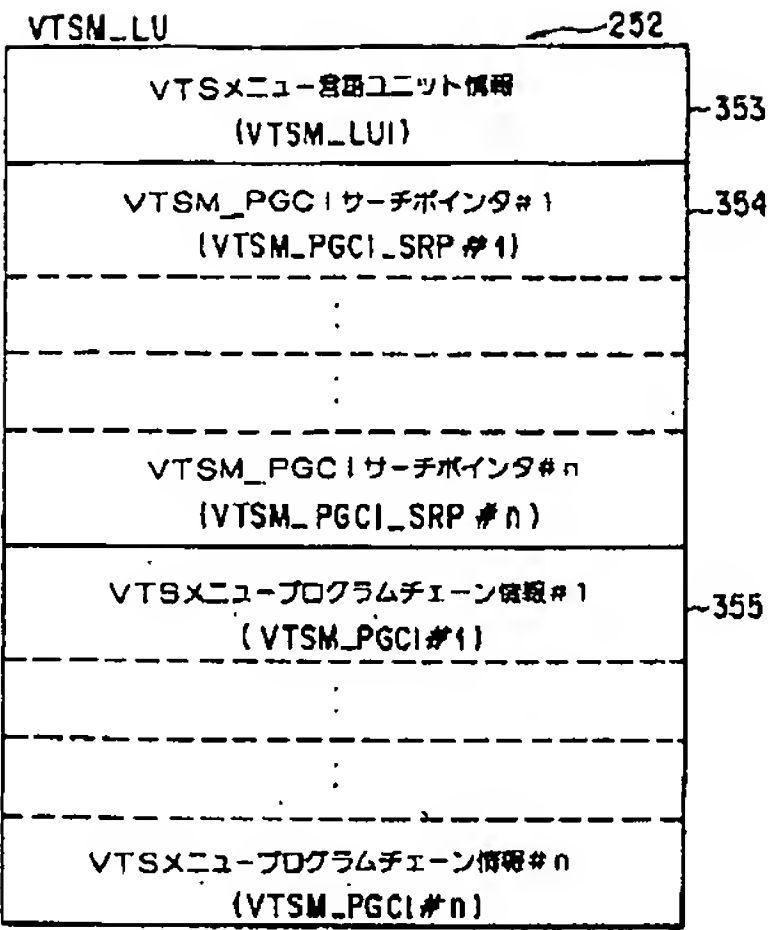 VTSM_LU
252
VTSメニュー言語ユニット情報
(VTSM_LUI)
353
VTSM_PGCIサーチポインタ#1
(VTSM_PGCI_SRP #1)
354
VTSM_PGCIサーチポインタ#n
(VTSM_PGCI_SRP #n)
VTSメニュープログラムチェーン情報#1
(VTSM_PGCI#1)
355
VTSメニュープログラムチェーン情報#n
(VTSM_PGCI#n)